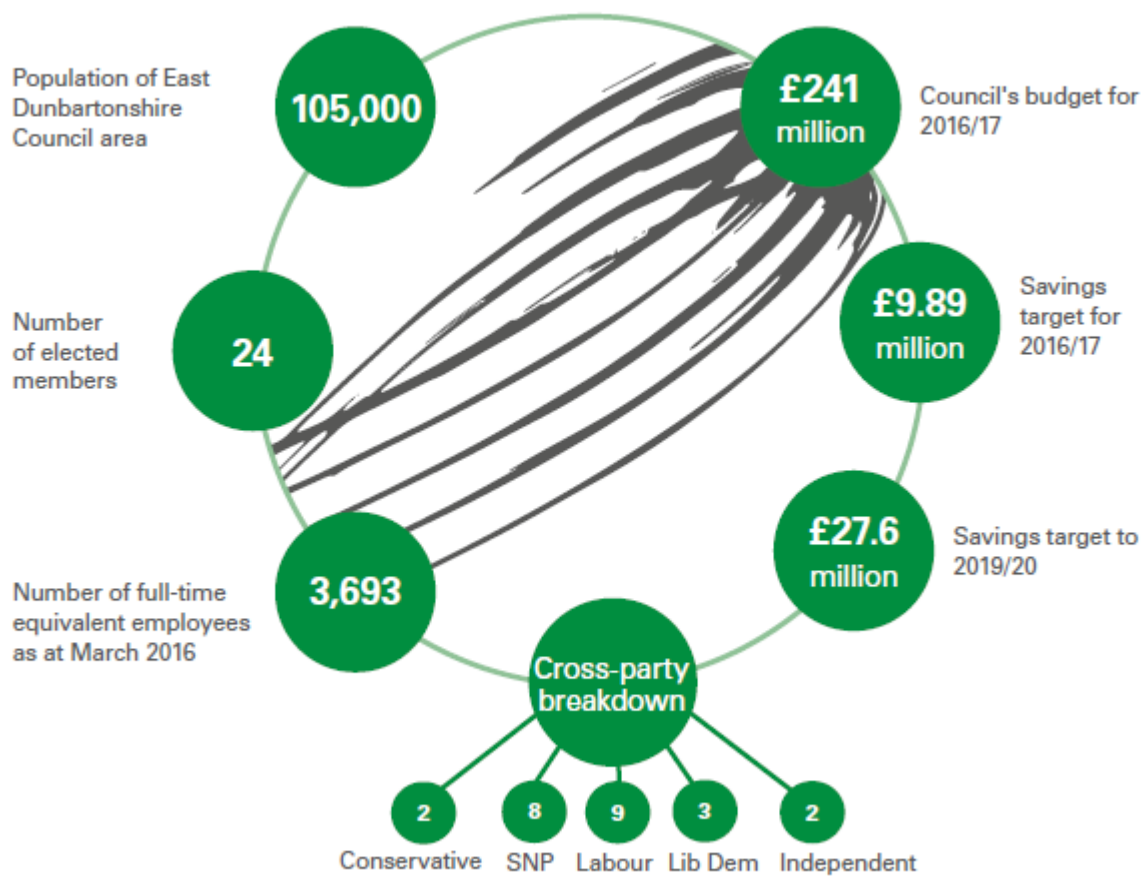 Population of East
Dunbartonshire
Council area
105,000
£241
million
Council's budget for
2016/17
Number
of elected
members
24
£9.89
million
Savings
target for
2016/17
£27.6
million
Savings target to
2019/20
Number of full-time
equivalent employees
as at March 2016
3,693
Cross-party
breakdown
2
8
9
3
2
Conservative
SNP
Labour
Lib Dem
Independent